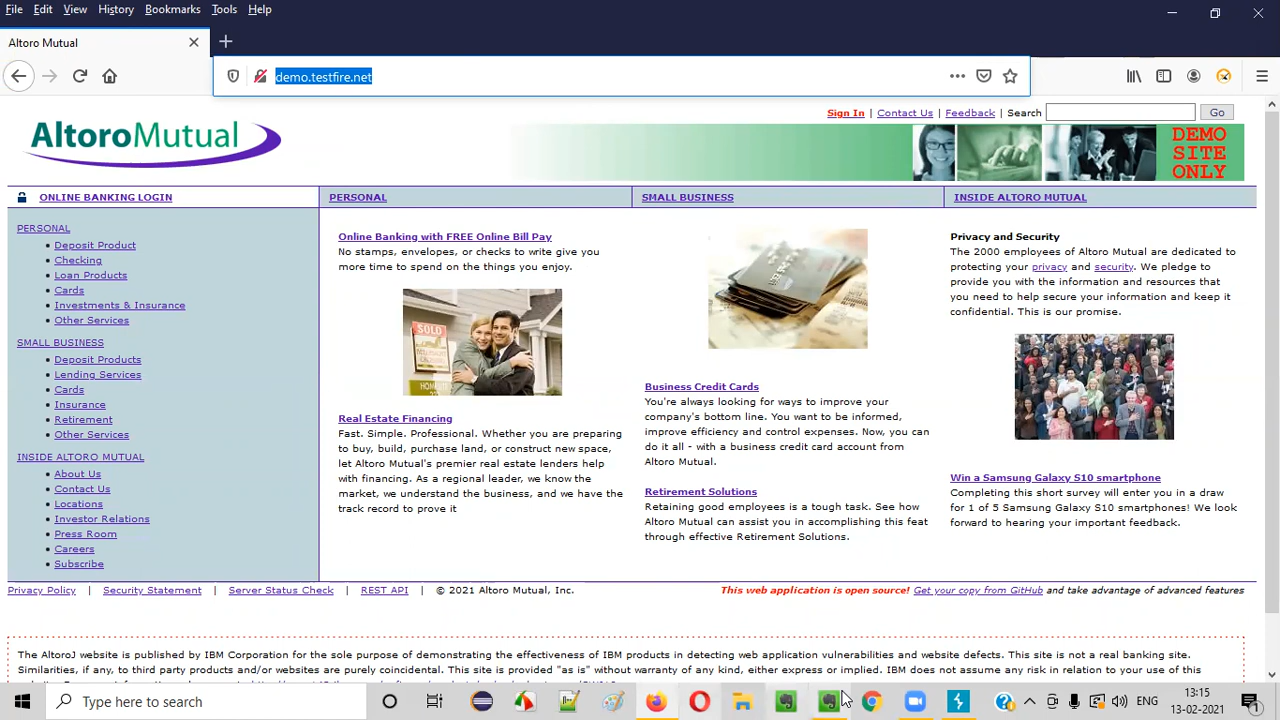 File Edit View History Bookmarks Tools Help
Altoro Mutual
demo.testfire.net
Sign In | Contact Us | Feedback | Search Go
AltoroMutual
DEMO
SITE
ONLY
ONLINE BANKING LOGIN
PERSONAL
SMALL BUSINESS
INSIDE ALTORO MUTUAL
PERSONAL
Deposit Product
Checking
Loan Products
Cards
Investments & Insurance
Other Services
SMALL BUSINESS
Deposit Products
Lending Services
Cards
Insurance
Retirement
Other Services
INSIDE ALTORO MUTUAL
About Us
Contact Us
Locations
Investor Relations
Press Room
Careers
Subscribe
Online Banking with FREE Online Bill Pay
No stamps, envelopes, or checks to write give you
more time to spend on the things you enjoy.
SOLD
Real Estate Financing
Fast. Simple. Professional. Whether you are preparing
to buy, build, purchase land, or construct new space,
let Altoro Mutual's premier real estate lenders help
with financing. As a regional leader, we know the
market, we understand the business, and we have the
track record to prove it
Business Credit Cards
You're always looking for ways to improve your
company's bottom line. You want to be informed,
improve efficiency and control expenses. Now, you can
do it all - with a business credit card account from
Altoro Mutual.
Retirement Solutions
Retaining good employees is a tough task. See how
Altoro Mutual can assist you in accomplishing this feat
through effective Retirement Solutions.
Privacy and Security
The 2000 employees of Altoro Mutual are dedicated to
protecting your privacy and security. We pledge to
provide you with the information and resources that
you need to help secure your information and keep it
confidential. This is our promise.
Win a Samsung Galaxy S10 smartphone
Completing this short survey will enter you in a draw
for 1 of 5 Samsung Galaxy S10 smartphones! We look
forward to hearing your important feedback.
Privacy Policy | Security Statement | Server Status Check | REST API | © 2021 Altoro Mutual, Inc.
This web application is open source! Get your copy from GitHub and take advantage of advanced features
The AltoroJ website is published by IBM Corporation for the sole purpose of demonstrating the effectiveness of IBM products in detecting web application vulnerabilities and website defects. This site is not a real banking site.
Similarities, if any, to third party products and/or websites are purely coincidental. This site is provided "as is" without warranty of any kind, either express or implied. IBM does not assume any risk in relation to your use of this
Type here to search
ENG
13:15
13-02-2021